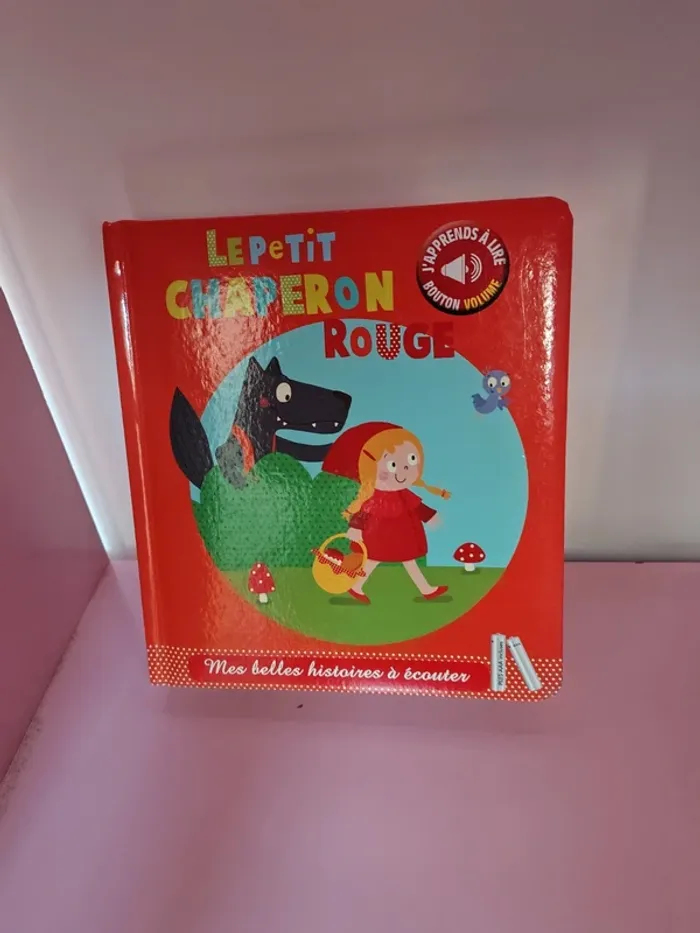 LE PETIT
CHAPERON
ROUGE
J'APPRENDS À LIRE
BOUTON VOLUME
Mes belles histoires à écouter